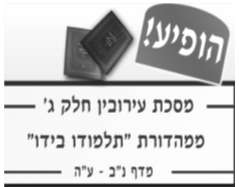 הופיע!
מסכת עירובין חלק ג׳
ממהדורת "תלמודו בידו"
מדף נ"ב - ע"ה